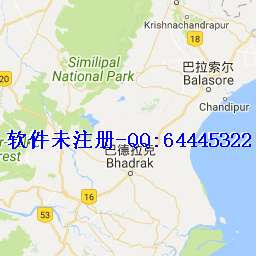 Krishnachandrapur
18
Similipal
National Park
巴拉索尔
Balasore
20
Chandipur
软件未注册-QQ:64445322
巴德拉克
Bhadrak
16
53